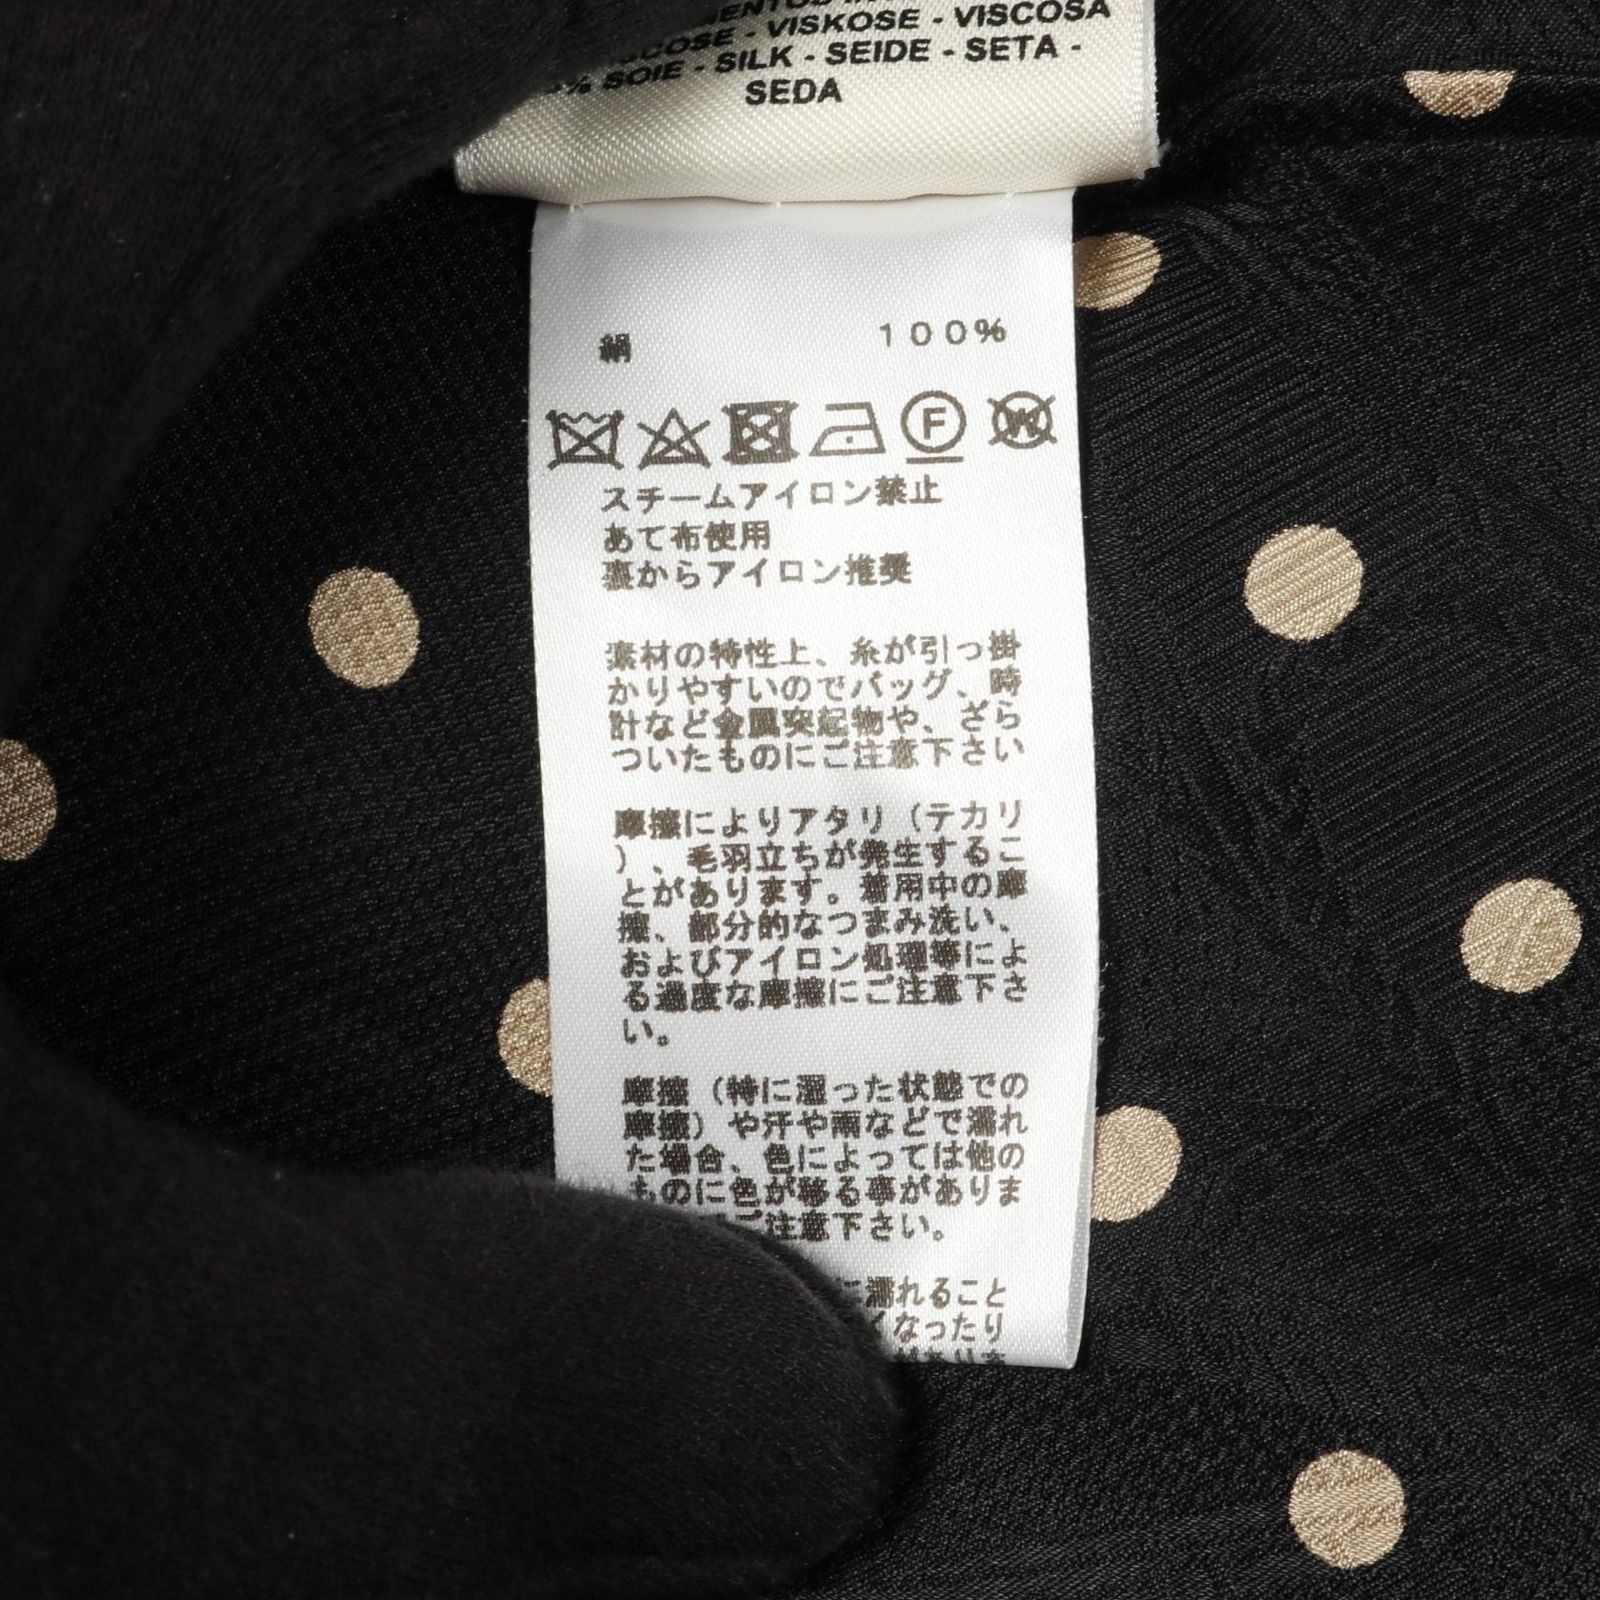 VISKOSE - VISCOSA
SOIE - SILK - SEIDE - SETA -
SEDA
絹 100%
F
W
スチームアイロン禁止
あて布使用
裏からアイロン推奨
素材の特性上、糸が引っ掛
かりやすいのでバッグ、時
計など金属突起物や、ざら
ついたものにご注意下さい
摩擦によりアタリ（テカリ
）、毛羽立ちが発生するこ
とがあります。着用中の摩
擦、部分的なつまみ洗い、
およびアイロン処理等によ
る過度な摩擦にご注意下さ
い。
摩擦（特に湿った状態での
摩擦）や汗や雨などで濡れ
た場合、色によっては他の
ものに色が移る事がありま
ご注意下さい。
に濡れること
くなったり